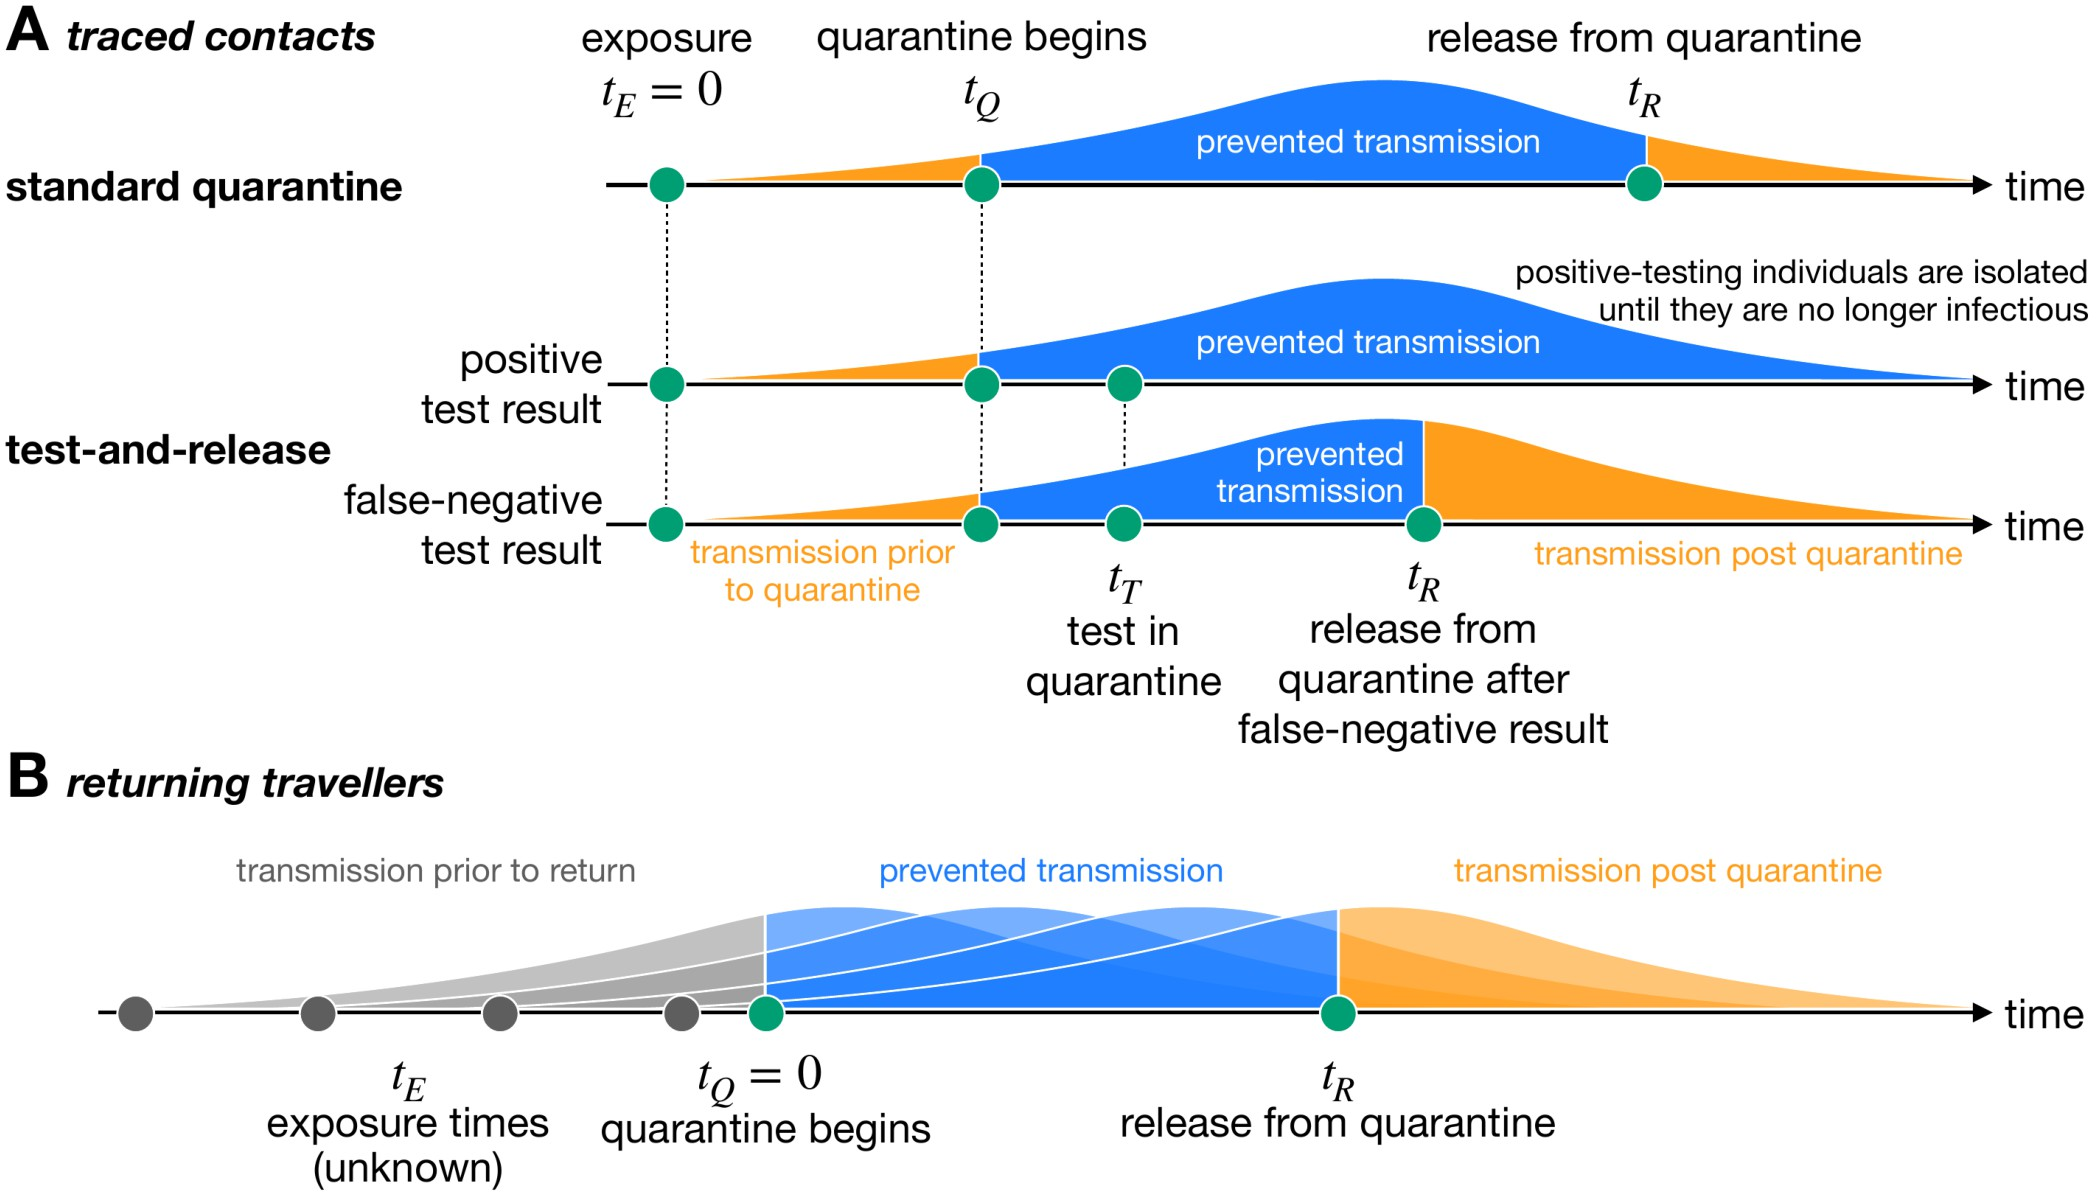 A traced contacts
exposure
t_E = 0
quarantine begins
t_Q
release from quarantine
t_R
prevented transmission
standard quarantine
time
positive-testing individuals are isolated
until they are no longer infectious
prevented transmission
positive
test result
time
test-and-release
prevented
transmission
false-negative
test result
time
transmission prior
to quarantine
transmission post quarantine
t_T
test in
quarantine
t_R
release from
quarantine after
false-negative result
B returning travellers
transmission prior to return
prevented transmission
transmission post quarantine
time
t_E
exposure times
(unknown)
t_Q = 0
quarantine begins
t_R
release from quarantine